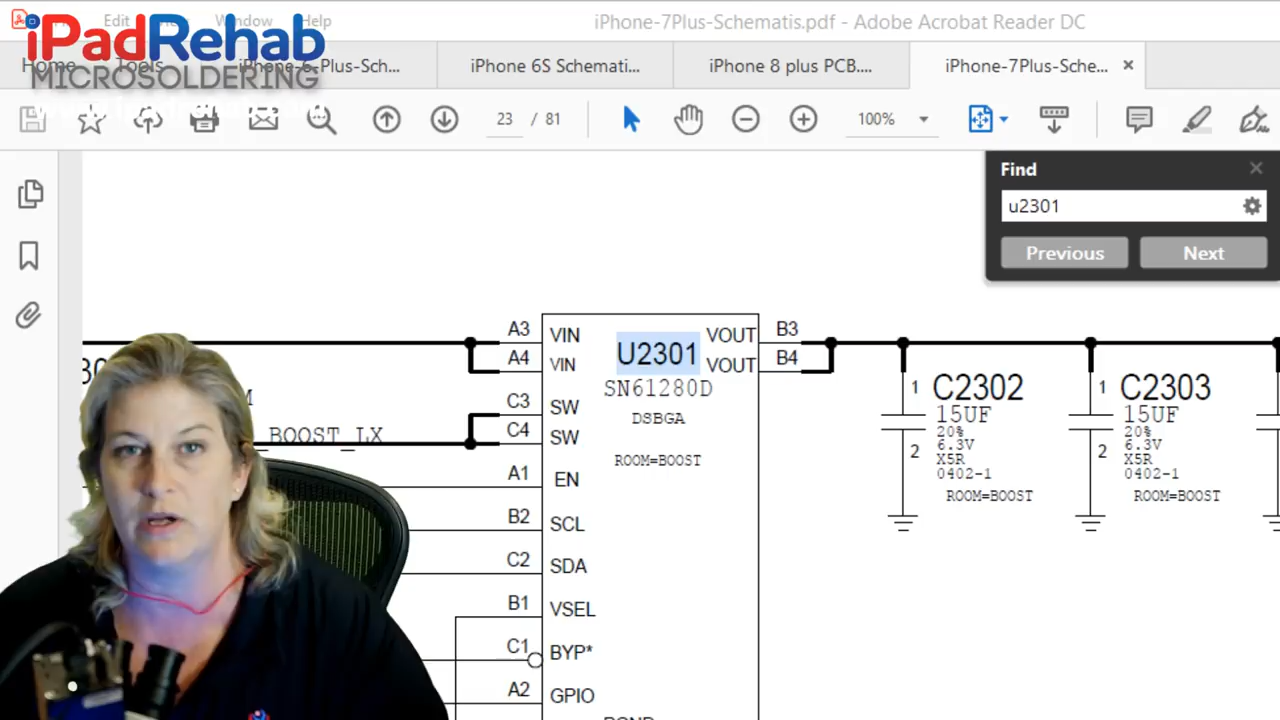 Edit
Window
Help
iPhone-7Plus-Schematis.pdf - Adobe Acrobat Reader DC
iPadRehab
MICROSOLDERING
Home
Tools
iPhone 6S Schemati...
iPhone 8 plus PCB....
iPhone-7Plus-Sche...
23 / 81
100%
Find
u2301
Previous
Next
A3
VIN
U2301
VOUT
B3
A4
VIN
VOUT
B4
SN61280D
DSBGA
ROOM=BOOST
C3
SW
C4
SW
BOOST_LX
A1
EN
B2
SCL
C2
SDA
B1
VSEL
C1
BYP*
A2
GPIO
1
C2302
15UF
20%
6.3V
X5R
0402-1
2
ROOM=BOOST
1
C2303
15UF
20%
6.3V
X5R
0402-1
2
ROOM=BOOST